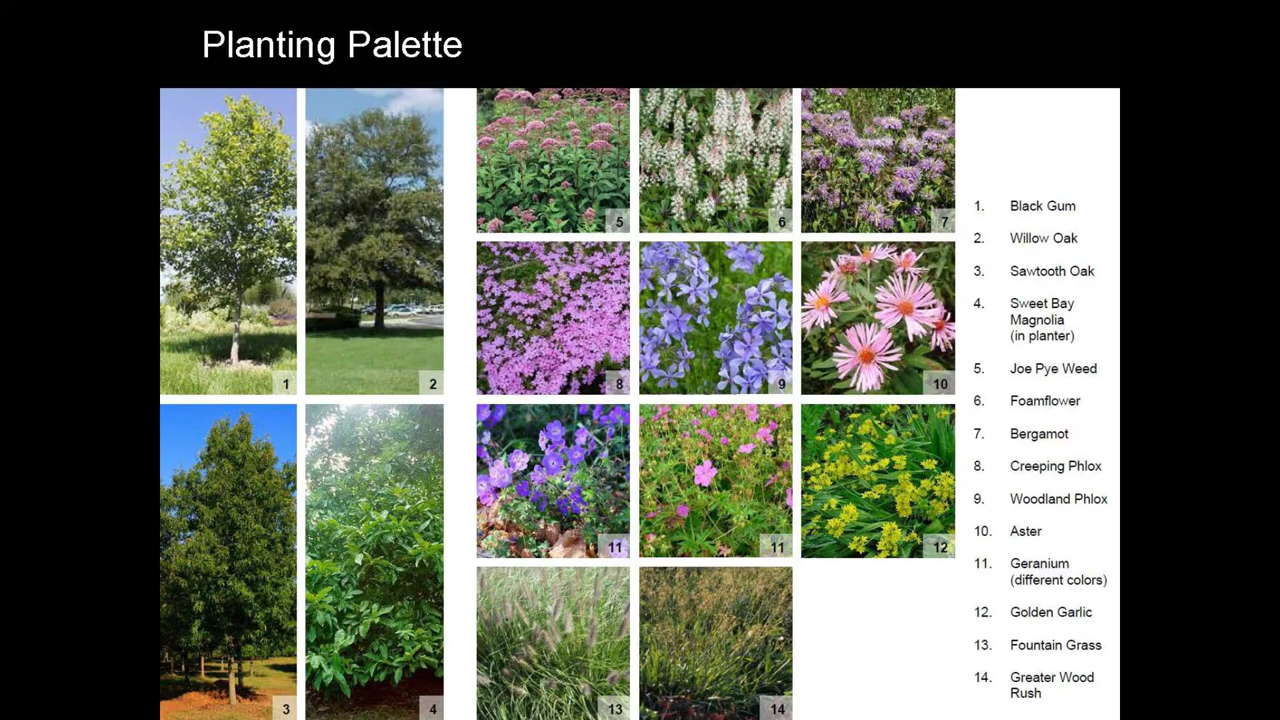 Planting Palette
1
2
3
4
5
6
7
8
9
10
11
11
12
13
14
1. Black Gum
2. Willow Oak
3. Sawtooth Oak
4. Sweet Bay
Magnolia
(in planter)
5. Joe Pye Weed
6. Foamflower
7. Bergamot
8. Creeping Phlox
9. Woodland Phlox
10. Aster
11. Geranium
(different colors)
12. Golden Garlic
13. Fountain Grass
14. Greater Wood
Rush